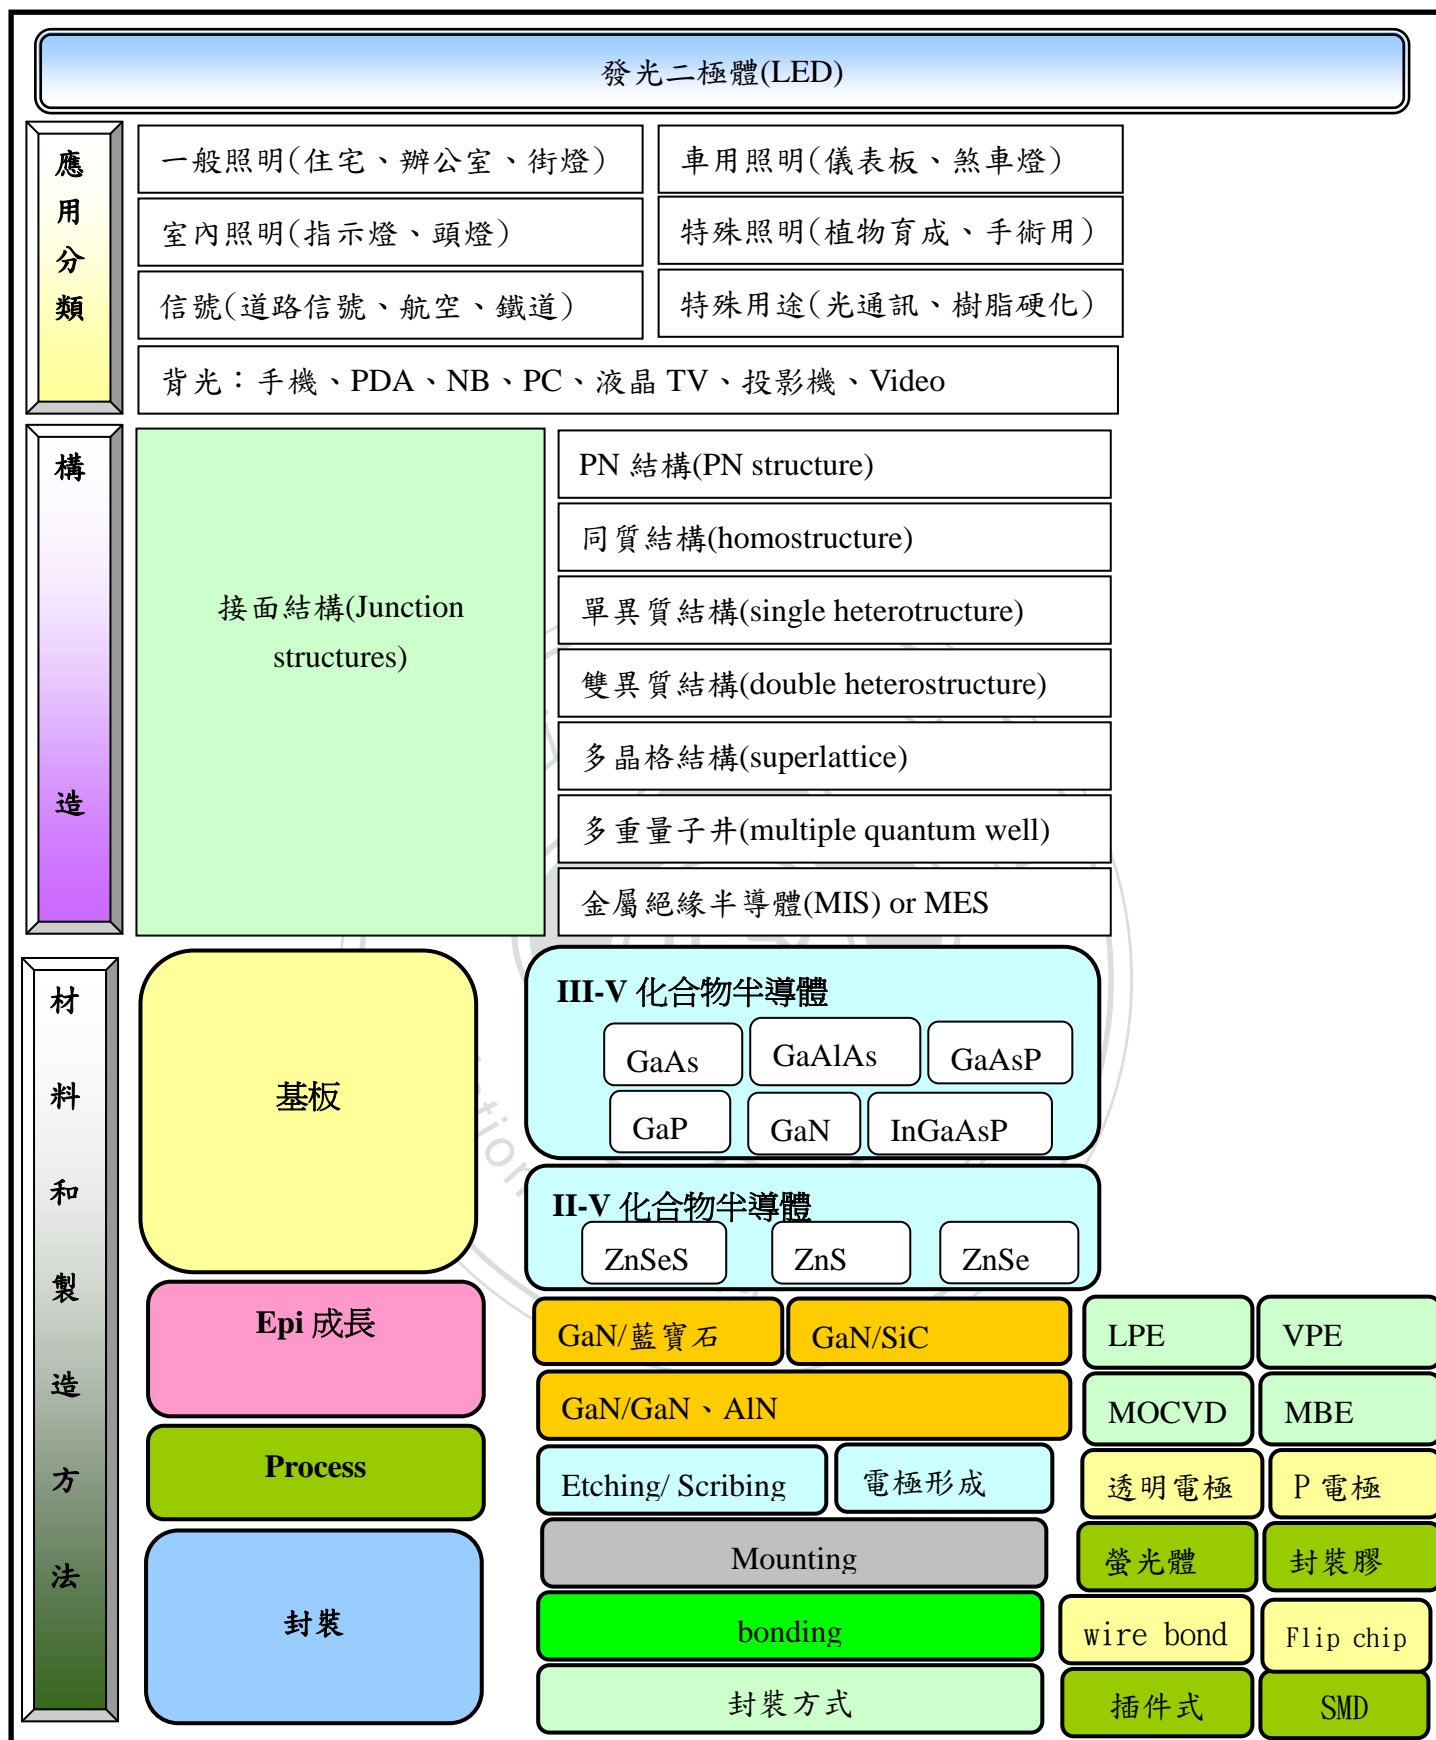 發光二極體(LED)
應用分類
一般照明(住宅、辦公室、街燈)
車用照明(儀表板、煞車燈)
室內照明(指示燈、頭燈)
特殊照明(植物育成、手術用)
信號(道路信號、航空、鐵道)
特殊用途(光通訊、樹脂硬化)
背光：手機、PDA、NB、PC、液晶 TV、投影機、Video
構造
接面結構(Junction
structures)
PN 結構(PN structure)
同質結構(homostructure)
單異質結構(single heterotructure)
雙異質結構(double heterostructure)
多晶格結構(superlattice)
多重量子井(multiple quantum well)
金屬絕緣半導體(MIS) or MES
材料和製造方法
基板
III-V 化合物半導體
GaAs
GaAlAs
GaAsP
GaP
GaN
InGaAsP
II-V 化合物半導體
ZnSeS
ZnS
ZnSe
Epi 成長
GaN/藍寶石
GaN/SiC
LPE
VPE
GaN/GaN、AlN
MOCVD
MBE
Process
Etching/ Scribing
電極形成
透明電極
P 電極
封裝
Mounting
螢光體
封裝膠
bonding
wire bond
Flip chip
封裝方式
插件式
SMD